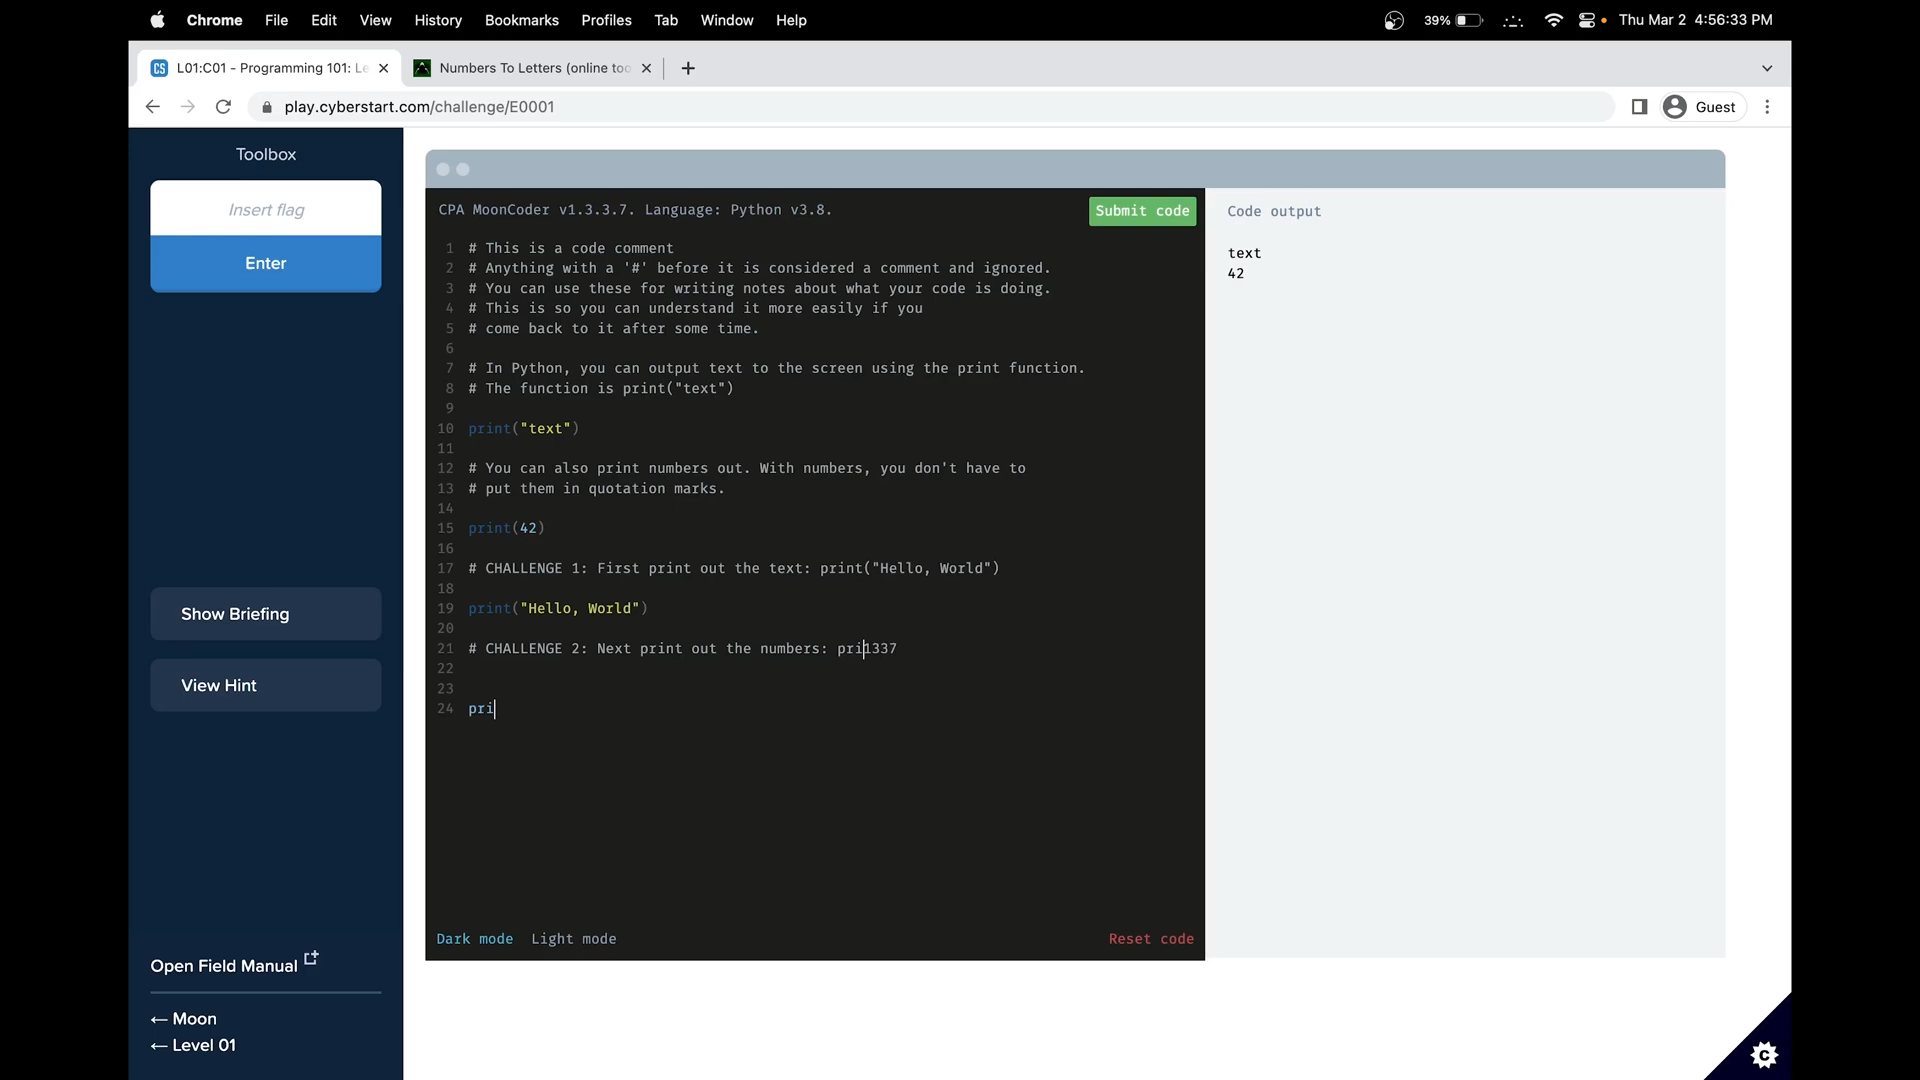 Chrome File Edit View History Bookmarks Profiles Tab Window Help 39% Thu Mar 2 4:56:33 PM
CS L01:C01 - Programming 101: Le Numbers To Letters (online too
play.cyberstart.com/challenge/E0001 Guest
Toolbox
Insert flag
Enter
Show Briefing
View Hint
Open Field Manual
← Moon
← Level 01
CPA MoonCoder v1.3.3.7. Language: Python v3.8. Submit code
1 # This is a code comment
2 # Anything with a '#' before it is considered a comment and ignored.
3 # You can use these for writing notes about what your code is doing.
4 # This is so you can understand it more easily if you
5 # come back to it after some time.
6
7 # In Python, you can output text to the screen using the print function.
8 # The function is print("text")
9
10 print("text")
11
12 # You can also print numbers out. With numbers, you don't have to
13 # put them in quotation marks.
14
15 print(42)
16
17 # CHALLENGE 1: First print out the text: print("Hello, World")
18
19 print("Hello, World")
20
21 # CHALLENGE 2: Next print out the numbers: pri1337
22
23
24 pri
Dark mode Light mode Reset code
Code output
text
42
C